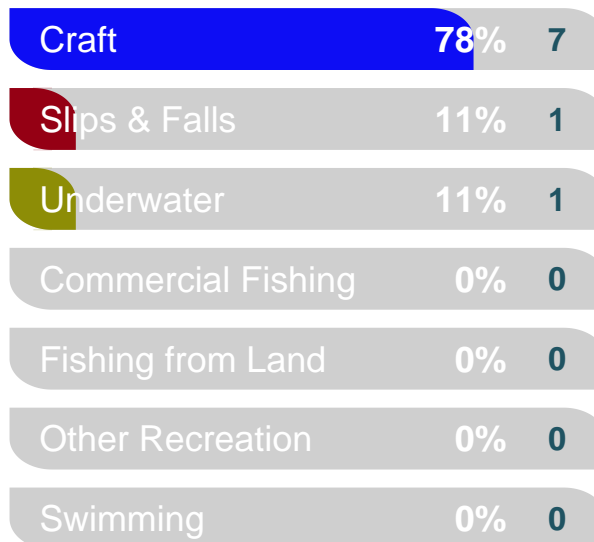 Craft 78% 7
Slips & Falls 11% 1
Underwater 11% 1
Commercial Fishing 0% 0
Fishing from Land 0% 0
Other Recreation 0% 0
Swimming 0% 0